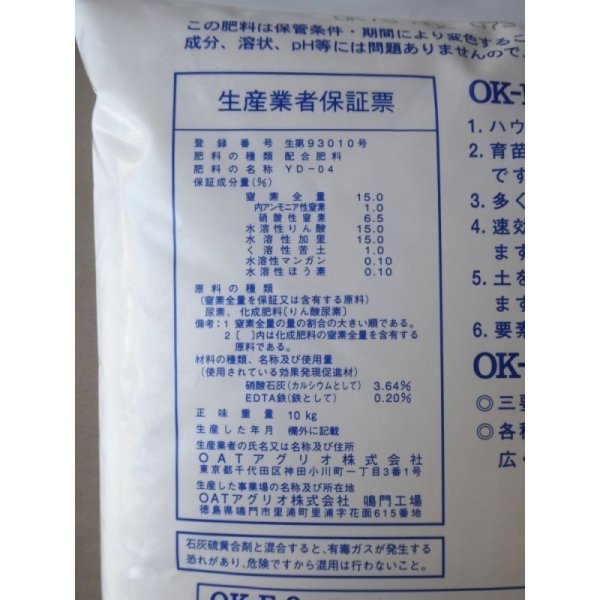 この肥料は保管条件・期間により変色するこ
成分、溶状、pH等には問題ありませんので、
生産業者保証票
登録番号 生第93010号
肥料の種類 配合肥料
肥料の名称 YD-04
保証成分量(%)
窒素全量 15.0
内アンモニア性窒素 1.0
硝酸性窒素 6.5
水溶性りん酸 15.0
水溶性加里 15.0
く溶性苦土 1.0
水溶性マンガン 0.10
水溶性ほう素 0.10
原料の種類
(窒素全量を保証又は含有する原料)
尿素、化成肥料〔りん酸尿素〕
備考:1 窒素全量の量の割合の大きい順である。
2〔 〕内は化成肥料の窒素全量を含有する
原料である。
材料の種類、名称及び使用量
(使用されている効果発現促進材)
硝酸石灰(カルシウムとして) 3.64%
EDTA鉄(鉄として) 0.20%
正味重量 10kg
生産した年月 欄外に記載
生産業者の氏名又は名称及び住所
OATアグリオ株式会社
東京都千代田区神田小川町一丁目3番1号
生産した事業場の名称及び所在地
OATアグリオ株式会社 鳴門工場
徳島県鳴門市里浦町里浦字花面615番地
石灰硫黄合剤と混合すると、有毒ガスが発生する
恐れがあり、危険ですから混用は行わないこと。
OK-
1. ハウ
2. 育苗
です
3. 多く
4. 速効
ます
5. 土を
ます
6. 要素
OK-
◎三要
◎各種
広く